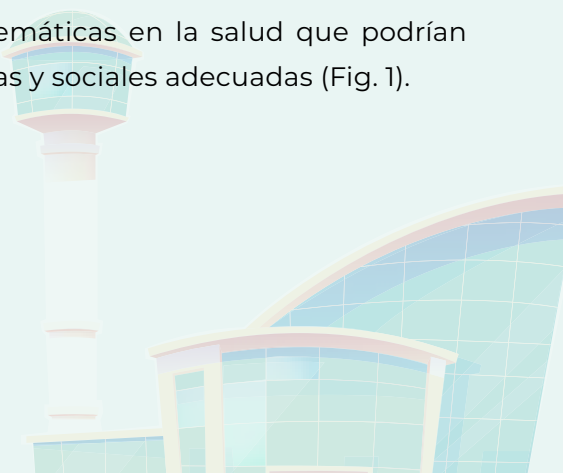 emáticas en la salud que podrían
as y sociales adecuadas (Fig. 1).